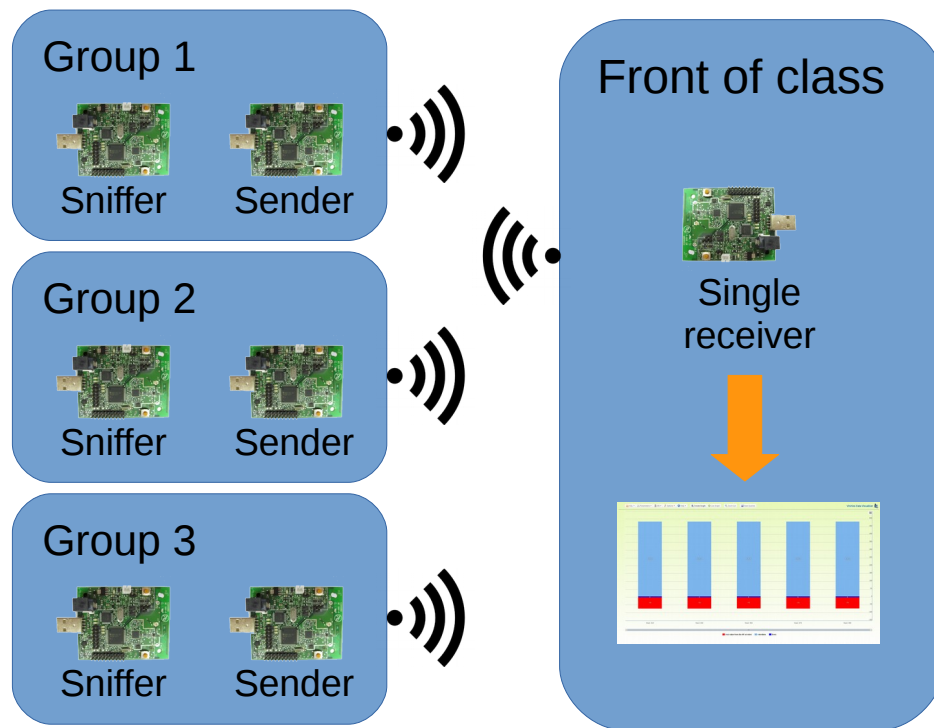 Group 1
Sniffer
Sender
Group 2
Sniffer
Sender
Group 3
Sniffer
Sender
Front of class
Single
receiver